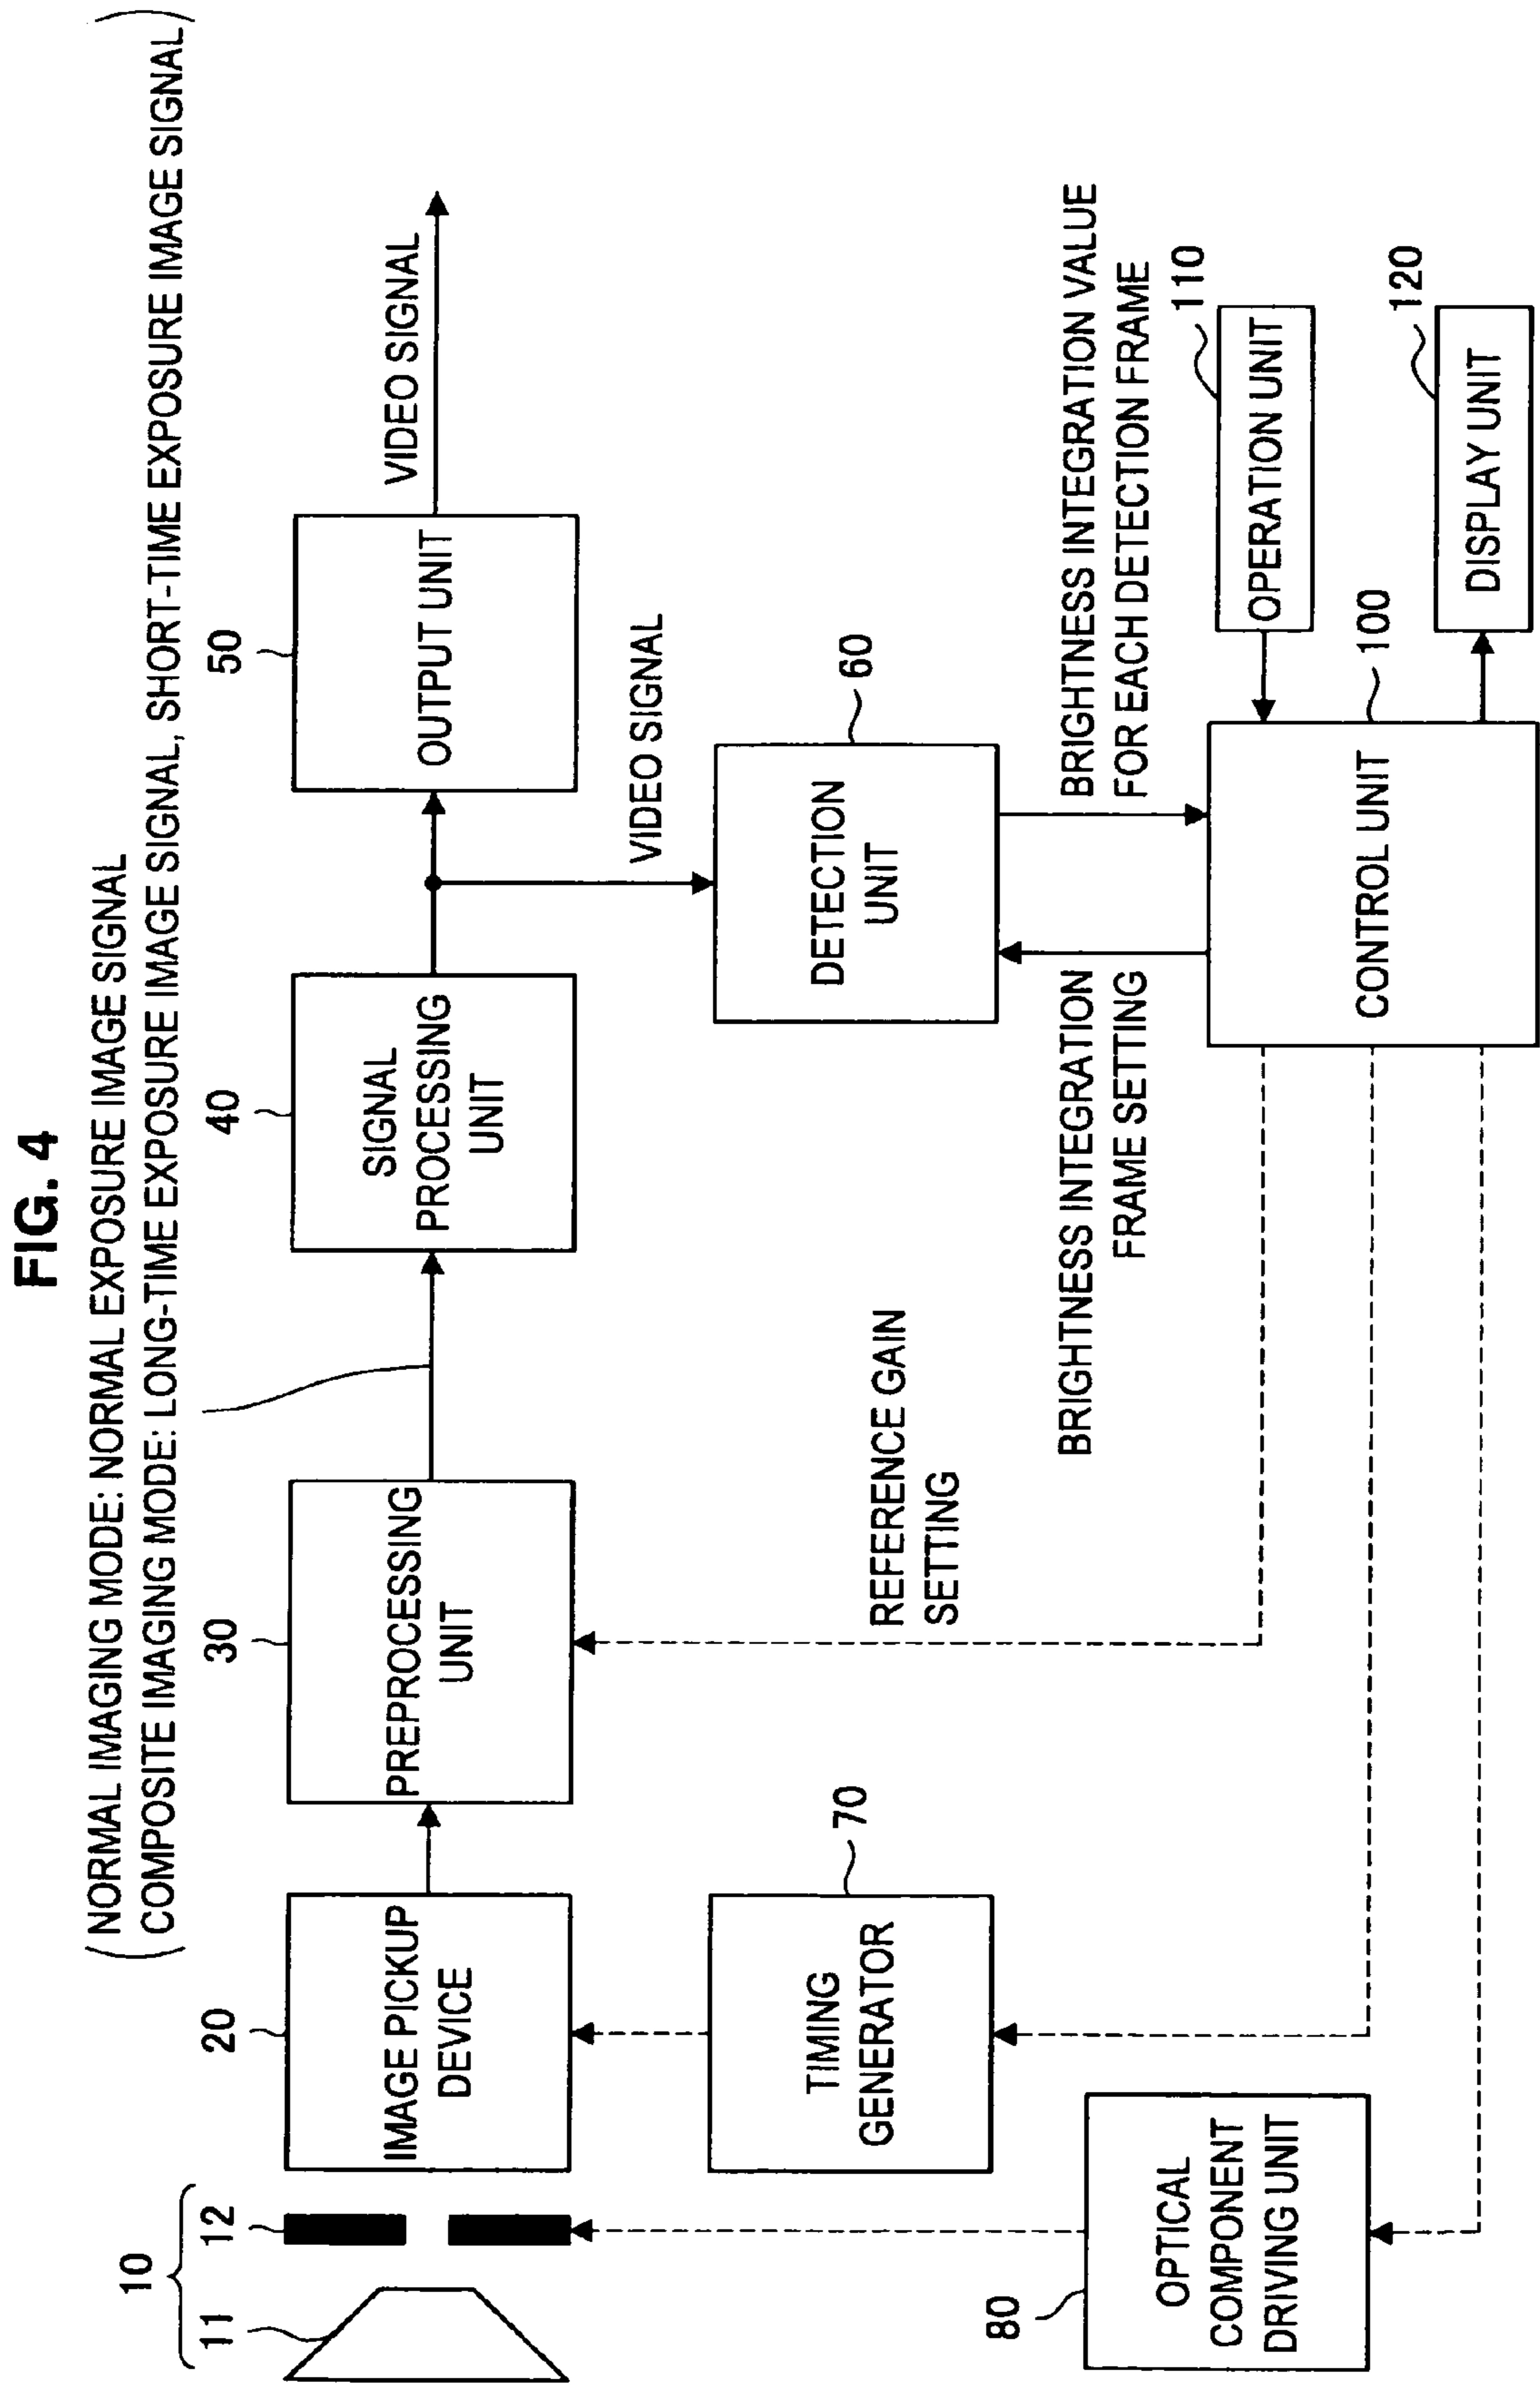 FIG. 4
NORMAL IMAGING MODE: NORMAL EXPOSURE IMAGE SIGNAL
COMPOSITE IMAGING MODE: LONG-TIME EXPOSURE IMAGE SIGNAL, SHORT-TIME EXPOSURE IMAGE SIGNAL
10
11
12
20
IMAGE PICKUP
DEVICE
30
PREPROCESSING
UNIT
40
SIGNAL
PROCESSING
UNIT
50
OUTPUT UNIT
VIDEO SIGNAL
VIDEO SIGNAL
60
DETECTION
UNIT
70
TIMING
GENERATOR
REFERENCE GAIN
SETTING
80
OPTICAL
COMPONENT
DRIVING UNIT
BRIGHTNESS INTEGRATION
FRAME SETTING
BRIGHTNESS INTEGRATION VALUE
FOR EACH DETECTION FRAME
100
CONTROL UNIT
110
OPERATION UNIT
120
DISPLAY UNIT